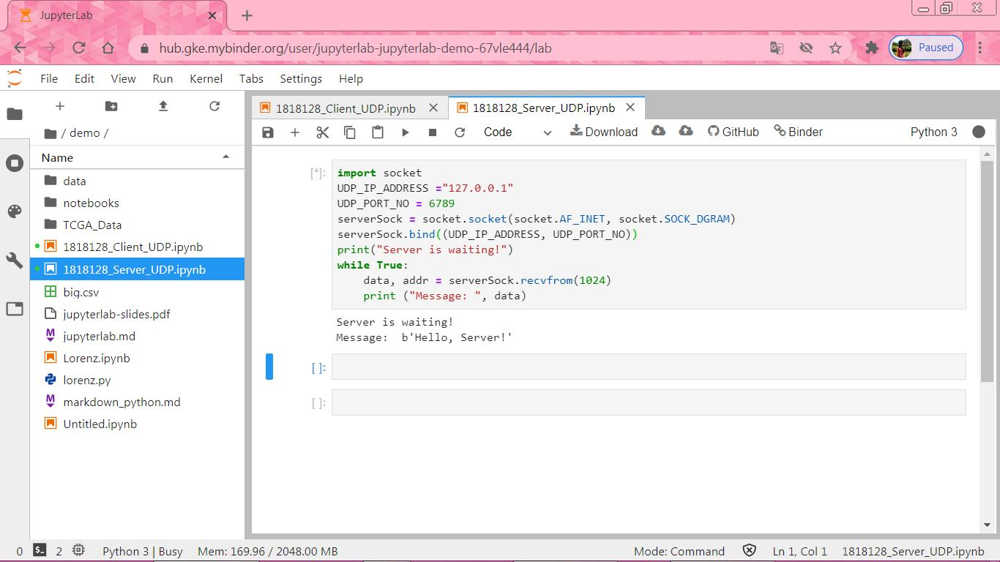 JupyterLab
hub.gke.mybinder.org/user/jupyterlab-jupyterlab-demo-67vle444/lab
Paused
File Edit View Run Kernel Tabs Settings Help
/ demo /
Name
data
notebooks
TCGA_Data
1818128_Client_UDP.ipynb
1818128_Server_UDP.ipynb
big.csv
jupyterlab-slides.pdf
jupyterlab.md
Lorenz.ipynb
lorenz.py
markdown_python.md
Untitled.ipynb
1818128_Client_UDP.ipynb
1818128_Server_UDP.ipynb
Code Download GitHub Binder Python 3
[*]:
import socket
UDP_IP_ADDRESS ="127.0.0.1"
UDP_PORT_NO = 6789
serverSock = socket.socket(socket.AF_INET, socket.SOCK_DGRAM)
serverSock.bind((UDP_IP_ADDRESS, UDP_PORT_NO))
print("Server is waiting!")
while True:
    data, addr = serverSock.recvfrom(1024)
    print ("Message: ", data)
Server is waiting!
Message:  b'Hello, Server!'
[ ]:
[ ]:
0 $_ 2 Python 3 | Busy Mem: 169.96 / 2048.00 MB Mode: Command Ln 1, Col 1 1818128_Server_UDP.ipynb